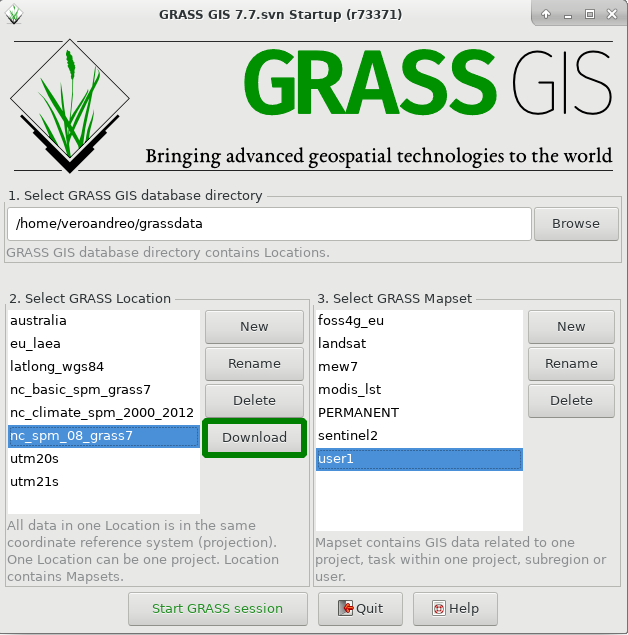 GRASS GIS 7.7.svn Startup (r73371)
GRASS GIS
Bringing advanced geospatial technologies to the world
1. Select GRASS GIS database directory
/home/veroandreo/grassdata
Browse
GRASS GIS database directory contains Locations.
2. Select GRASS Location
australia
eu_laea
latlong_wgs84
nc_basic_spm_grass7
nc_climate_spm_2000_2012
nc_spm_08_grass7
utm20s
utm21s
New
Rename
Delete
Download
All data in one Location is in the same
coordinate reference system (projection).
One Location can be one project. Location
contains Mapsets.
3. Select GRASS Mapset
foss4g_eu
landsat
mew7
modis_lst
PERMANENT
sentinel2
user1
New
Rename
Delete
Mapset contains GIS data related to one
project, task within one project, subregion or
user.
Start GRASS session
Quit
Help